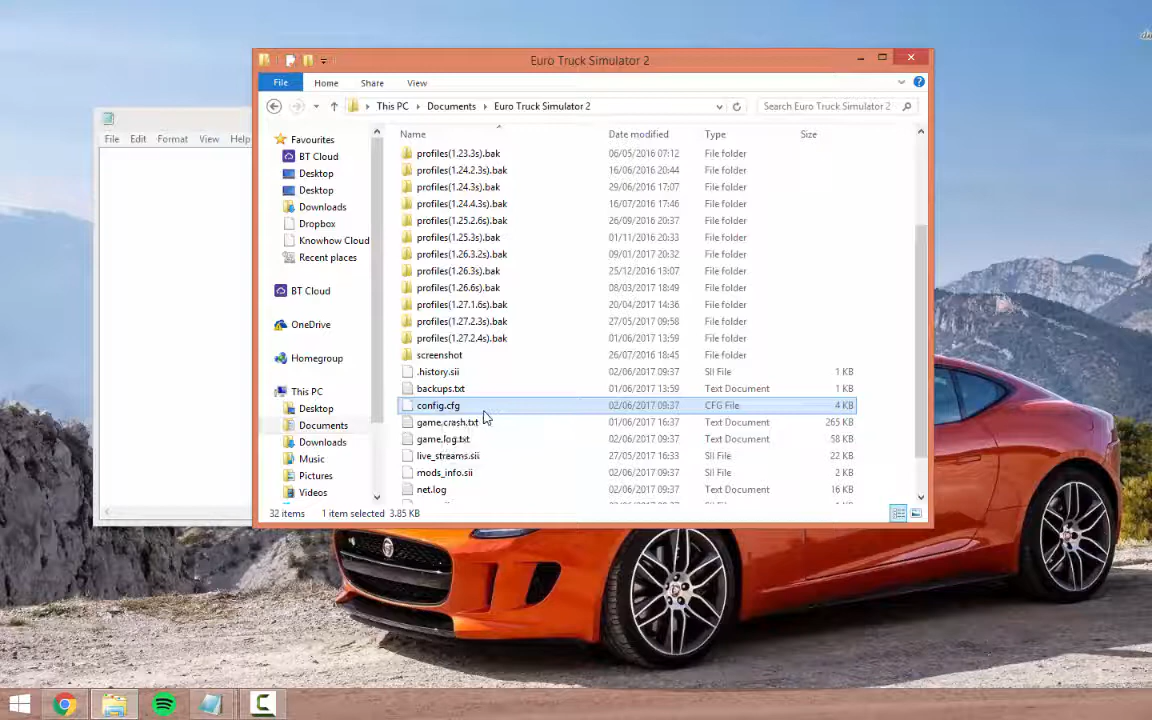 Euro Truck Simulator 2
File Home Share View
This PC Documents Euro Truck Simulator 2 Search Euro Truck Simulator 2
File Edit Format View Help
Name Date modified Type Size
Favourites
BT Cloud
Desktop
Desktop
Downloads
Dropbox
Knowhow Cloud
Recent places
BT Cloud
OneDrive
Homegroup
This PC
Desktop
Documents
Downloads
Music
Pictures
Videos
profiles(1.23.3s).bak 06/05/2016 07:12 File folder
profiles(1.24.2.3s).bak 16/06/2016 20:44 File folder
profiles(1.24.3s).bak 29/06/2016 17:07 File folder
profiles(1.24.4.3s).bak 16/07/2016 17:46 File folder
profiles(1.25.2.6s).bak 26/09/2016 20:37 File folder
profiles(1.25.3s).bak 01/11/2016 20:33 File folder
profiles(1.26.3.2s).bak 09/01/2017 20:32 File folder
profiles(1.26.3s).bak 25/12/2016 13:07 File folder
profiles(1.26.6s).bak 08/03/2017 18:49 File folder
profiles(1.27.1.6s).bak 20/04/2017 14:36 File folder
profiles(1.27.2.3s).bak 27/05/2017 09:58 File folder
profiles(1.27.2.4s).bak 01/06/2017 13:59 File folder
screenshot 26/07/2016 18:45 File folder
.history.sii 02/06/2017 09:37 SII File 1 KB
backups.txt 01/06/2017 13:59 Text Document 1 KB
config.cfg 02/06/2017 09:37 CFG File 4 KB
game.crash.txt 01/06/2017 16:37 Text Document 265 KB
game.log.txt 02/06/2017 09:37 Text Document 58 KB
live_streams.sii 27/05/2017 16:33 SII File 22 KB
mods_info.sii 02/06/2017 09:37 SII File 2 KB
net.log 02/06/2017 09:37 Text Document 16 KB
32 items 1 item selected 3.85 KB